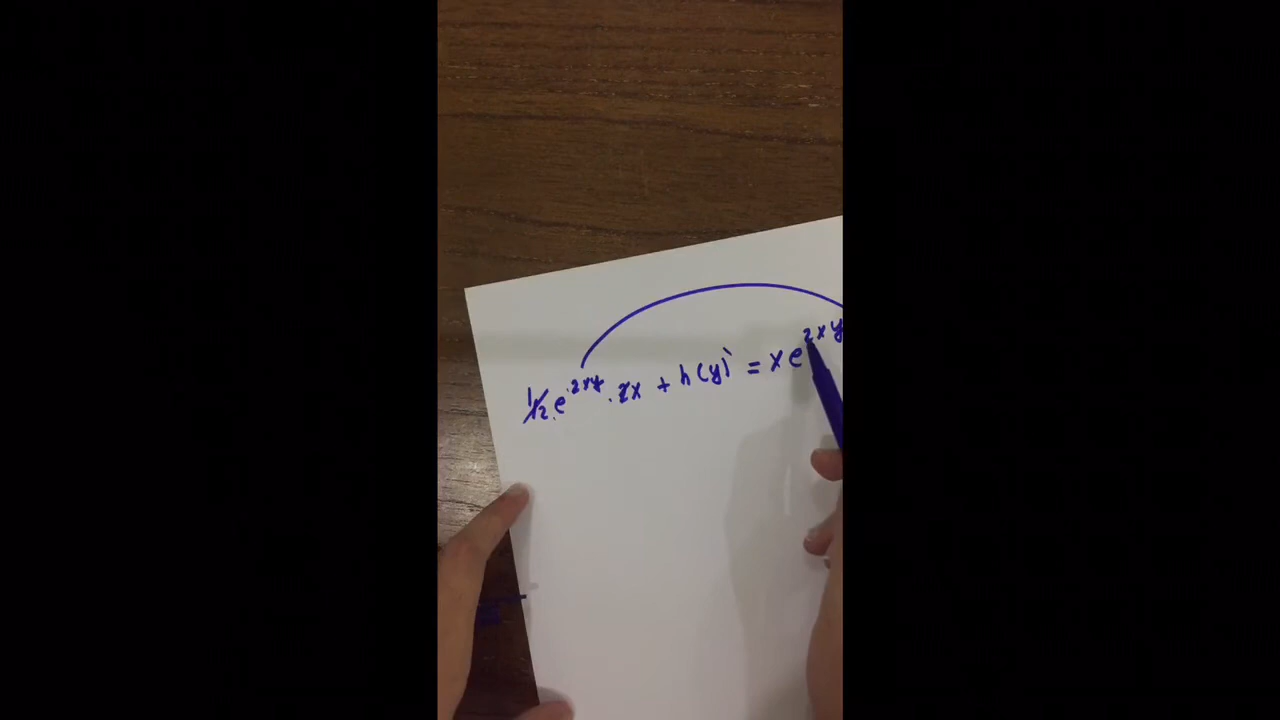 1/2 e^{2xy} · 2x + h(y)' = x e^{2xy}